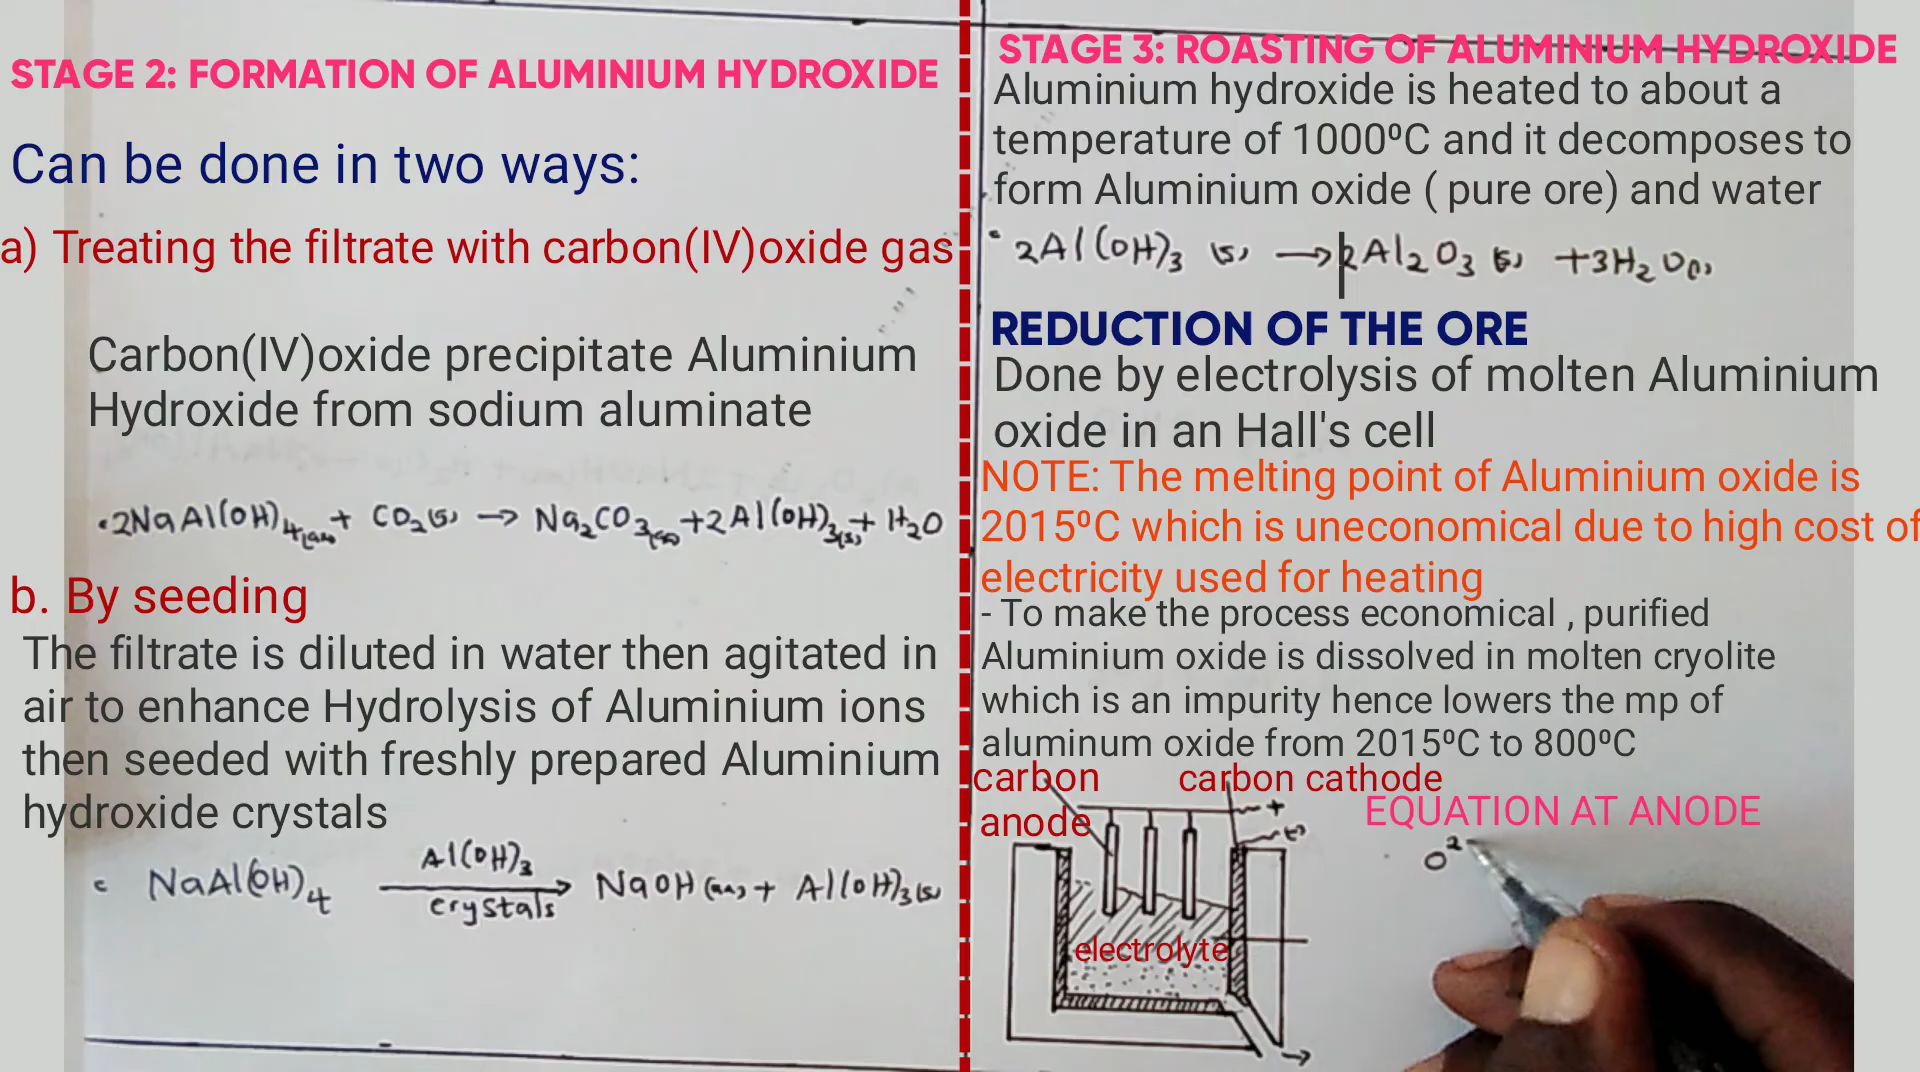 STAGE 2: FORMATION OF ALUMINIUM HYDROXIDE
Can be done in two ways:
a) Treating the filtrate with carbon(IV)oxide gas
Carbon(IV)oxide precipitate Aluminium
Hydroxide from sodium aluminate
2NaAl(OH)4(aq) + CO2(g) → Na2CO3(aq) + 2Al(OH)3(s) + H2O
b. By seeding
The filtrate is diluted in water then agitated in
air to enhance Hydrolysis of Aluminium ions
then seeded with freshly prepared Aluminium
hydroxide crystals
Al(OH)3
NaAl(OH)4 → NaOH(aq) + Al(OH)3(s)
crystals
STAGE 3: ROASTING OF ALUMINIUM HYDROXIDE
Aluminium hydroxide is heated to about a
temperature of 1000⁰C and it decomposes to
form Aluminium oxide ( pure ore) and water
2Al(OH)3 (s) → Al2O3 (s) + 3H2O(l)
REDUCTION OF THE ORE
Done by electrolysis of molten Aluminium
oxide in an Hall's cell
NOTE: The melting point of Aluminium oxide is
2015⁰C which is uneconomical due to high cost of
electricity used for heating
- To make the process economical , purified
Aluminium oxide is dissolved in molten cryolite
which is an impurity hence lowers the mp of
aluminum oxide from 2015⁰C to 800⁰C
carbon
anode
carbon cathode
+
electrolyte
EQUATION AT ANODE
O²